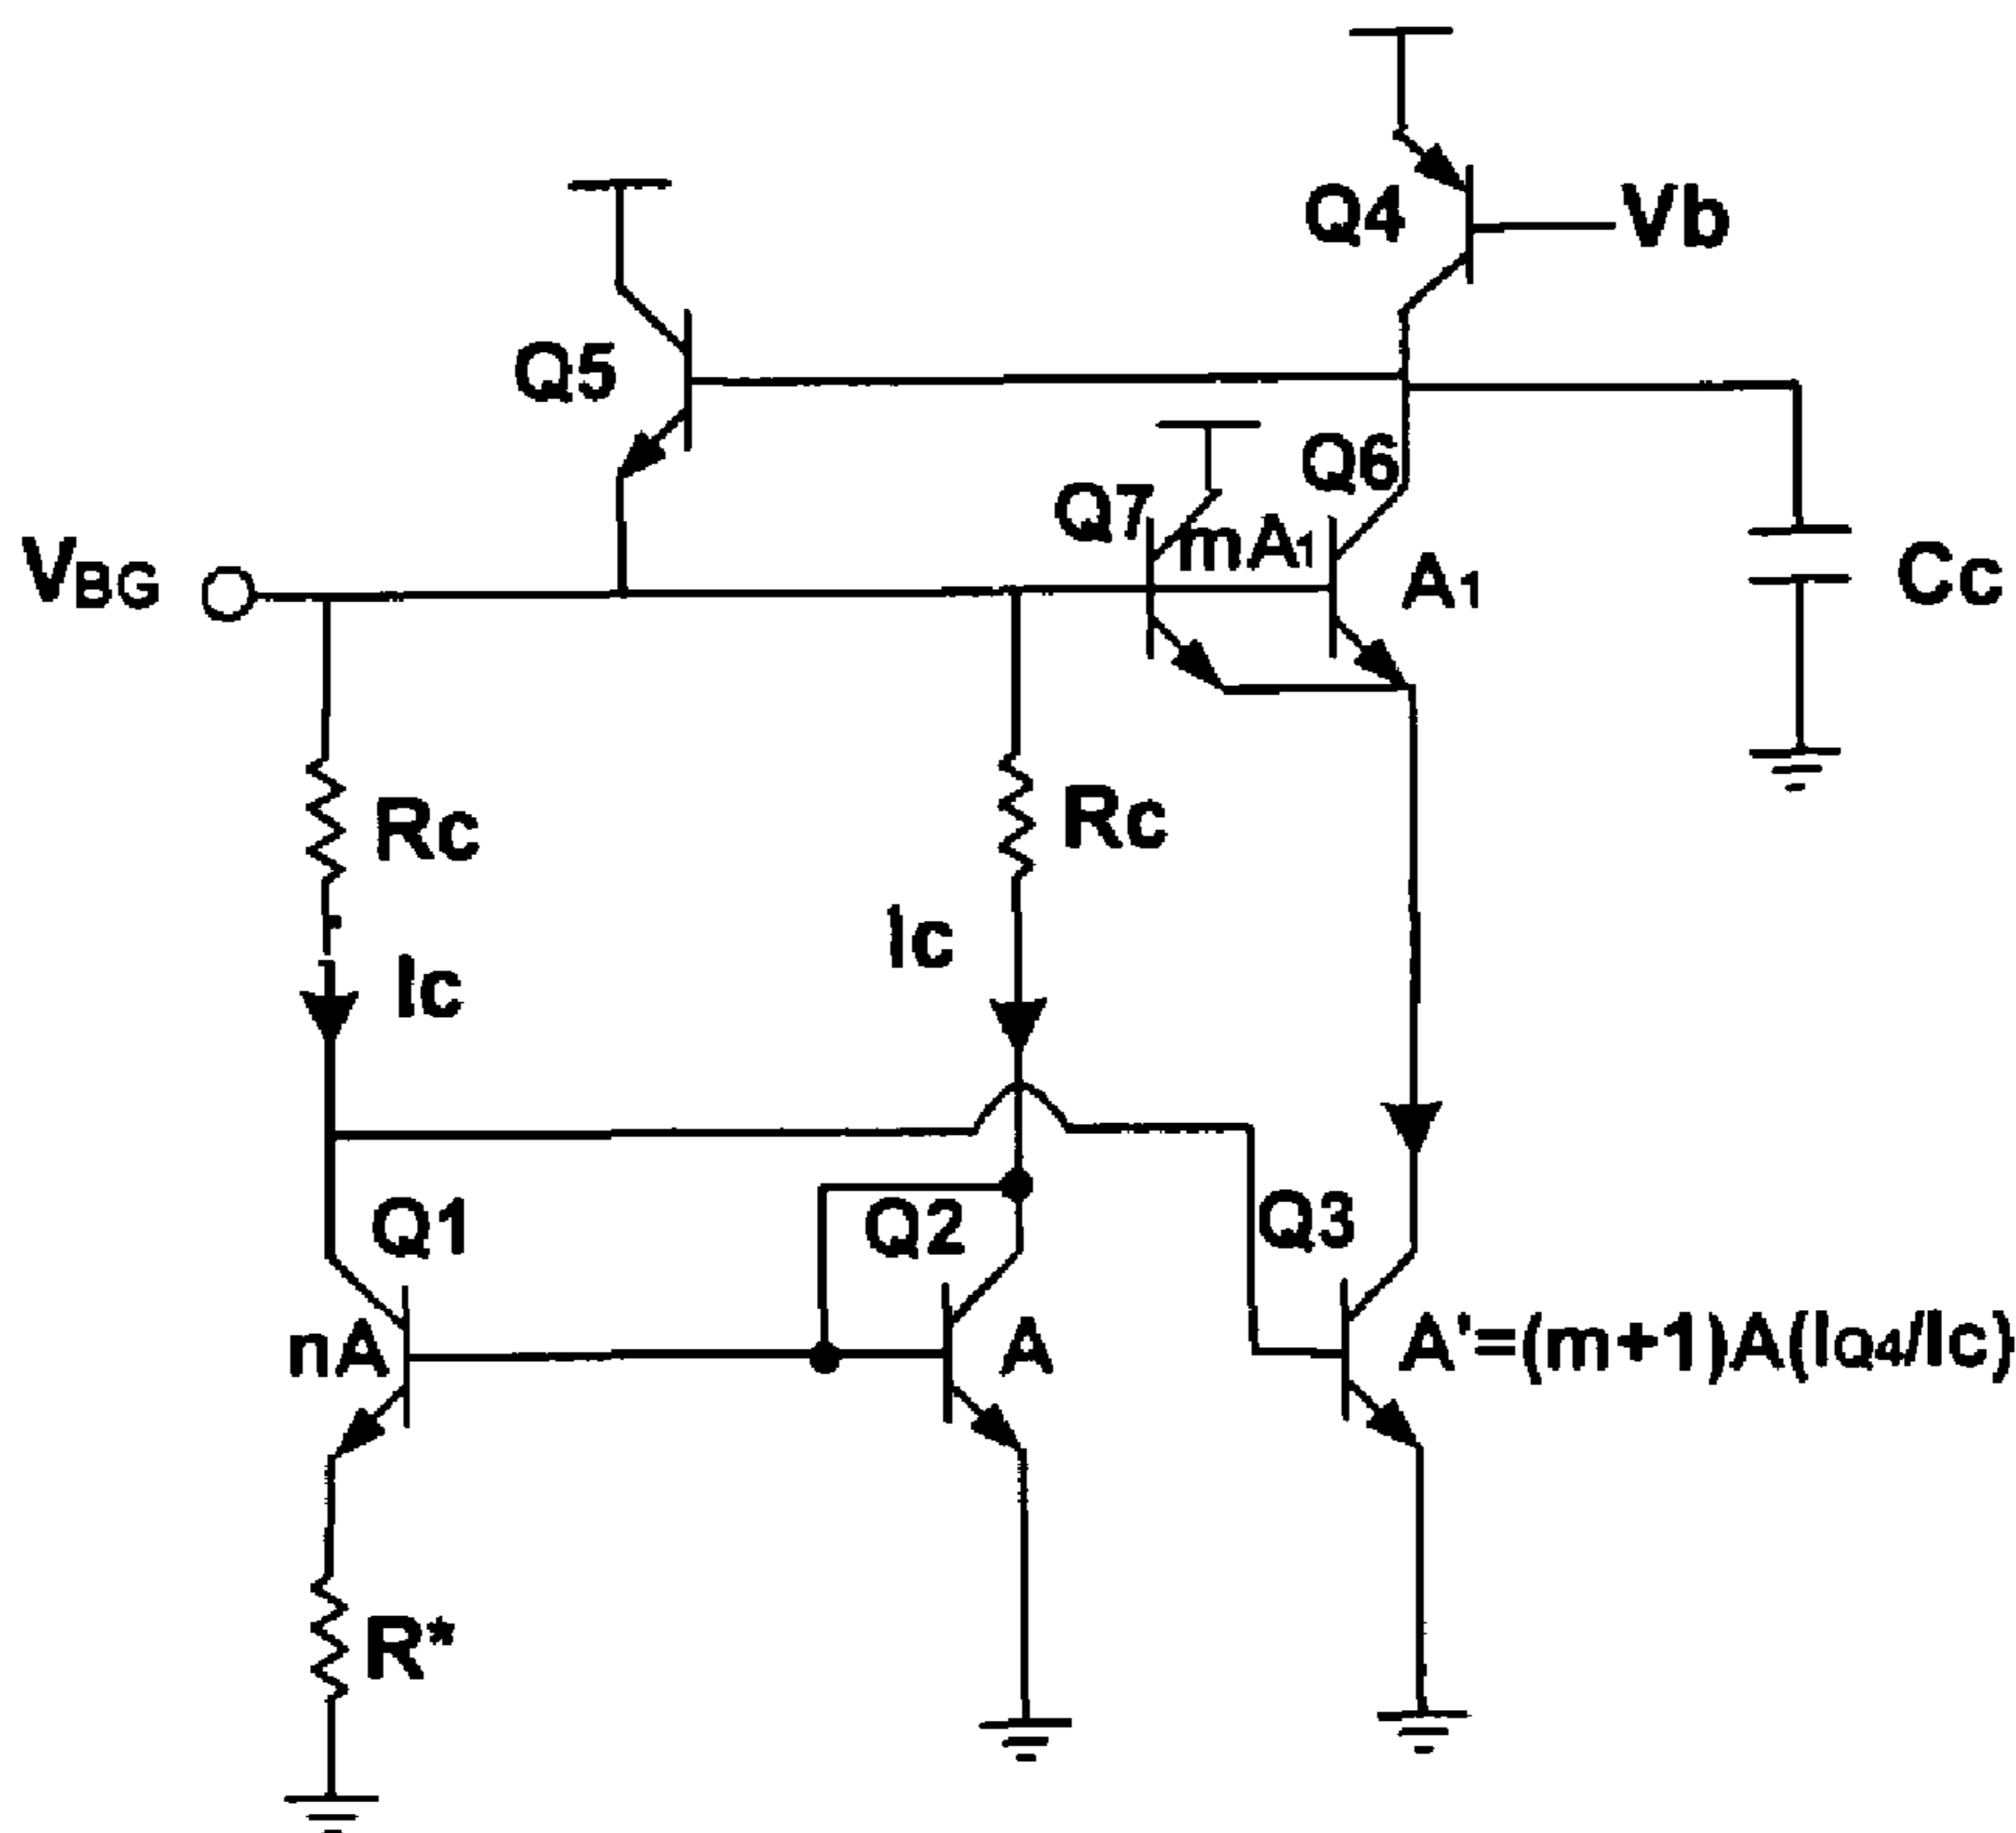 Q4
Vb
Q5
Q6
Q7
mA1
A1
VBG
Cc
Rc
Rc
Ic
Ic
Q1
Q2
Q3
nA
A
A'=(m+1)A(IQ4/Ic)
R*